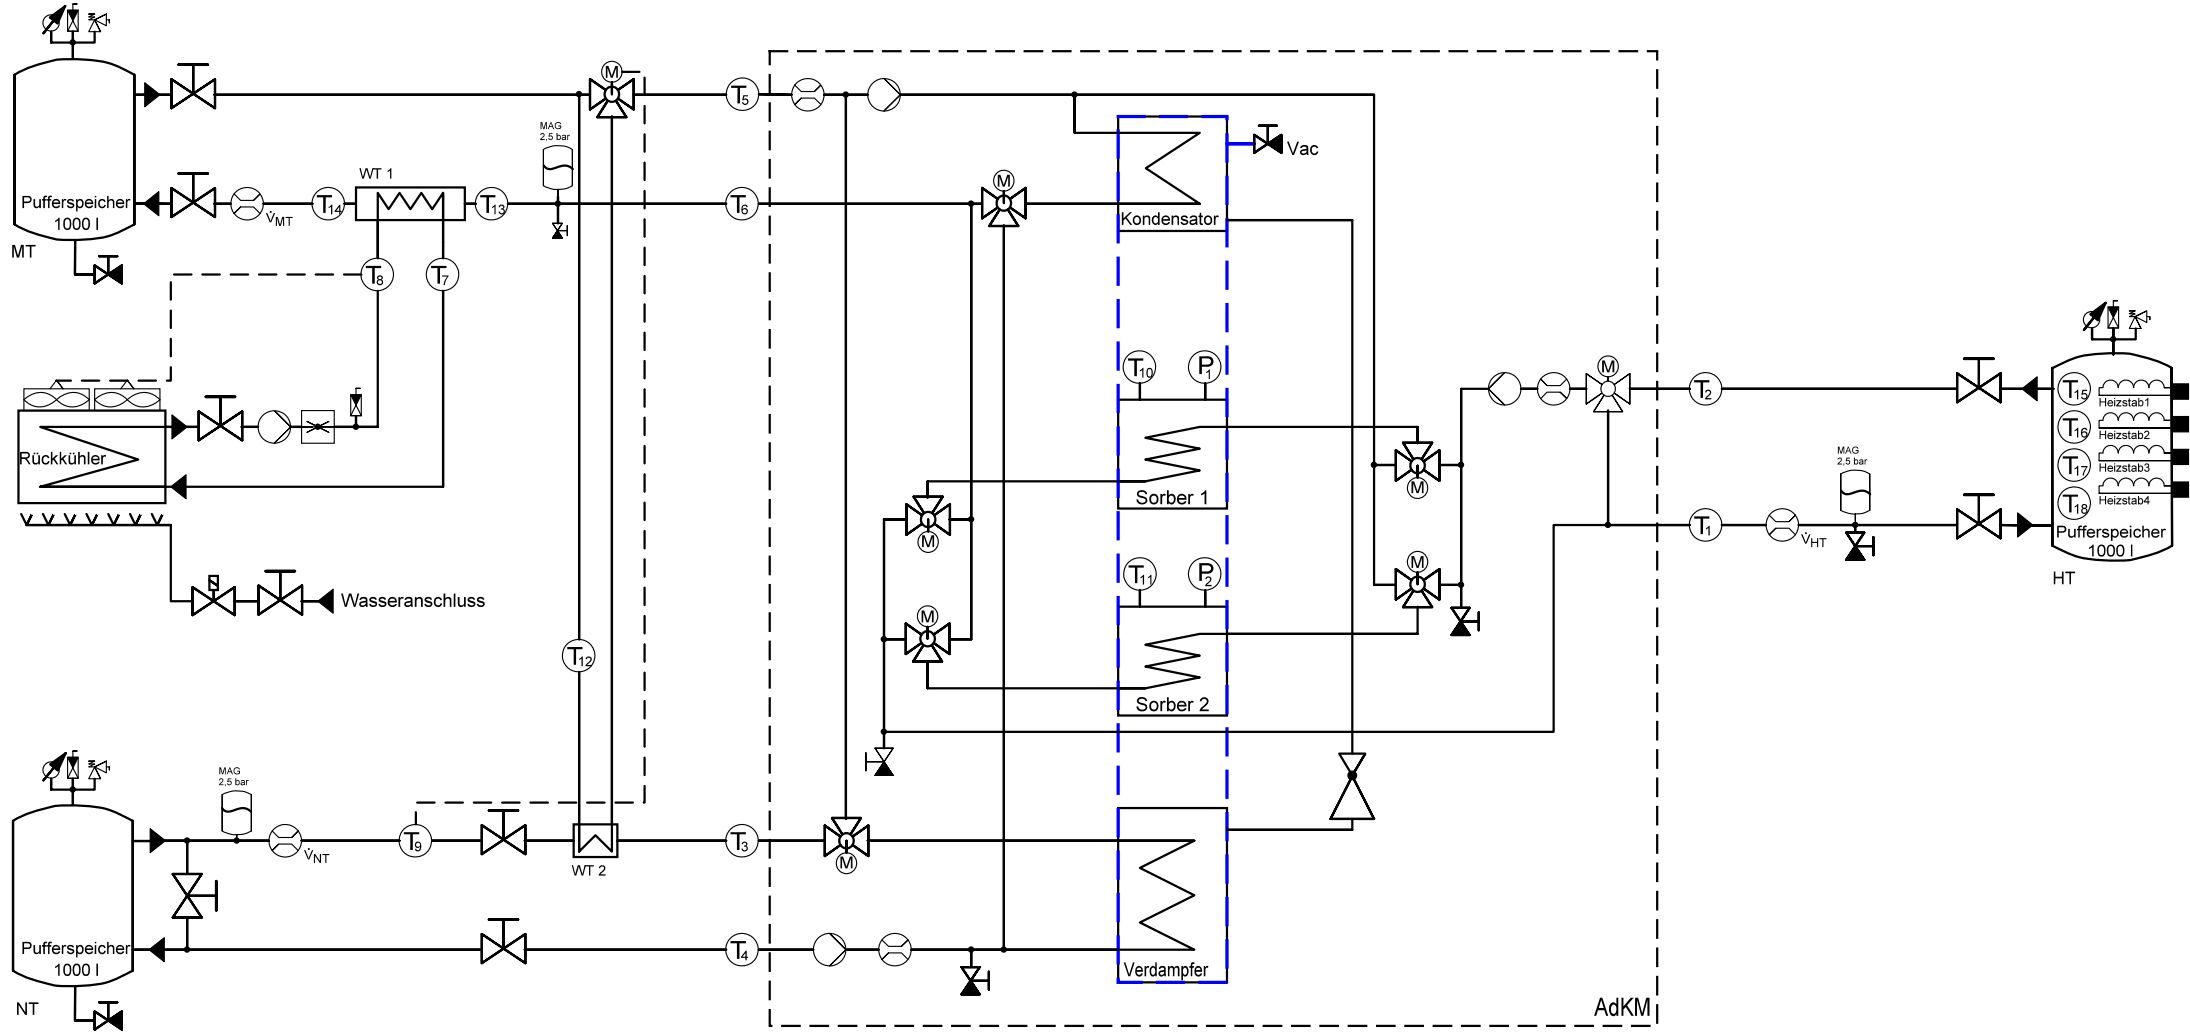 M
T5
MAG
2,5 bar
Vac
WT 1
M
Pufferspeicher
1000 l
T14
T13
T6
V̇MT
Kondensator
MT
T8
T7
T10
P1
M
T2
T15
Heizstab1
T16
Heizstab2
MAG
2,5 bar
T17
Heizstab3
T18
Heizstab4
Rückkühler
M
Sorber 1
M
T1
V̇HT
Pufferspeicher
1000 l
HT
T11
P2
M
Wasseranschluss
M
T12
Sorber 2
MAG
2,5 bar
T9
V̇NT
WT 2
T3
M
Pufferspeicher
1000 l
T4
Verdampfer
NT
AdKM